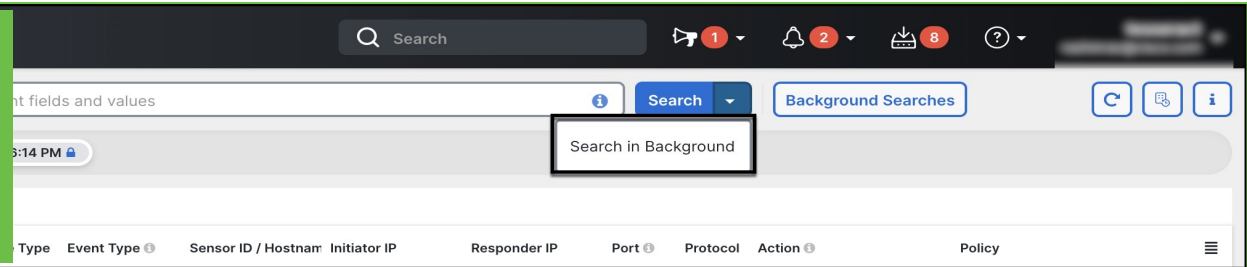 Search 1 2 8
nt fields and values Search Background Searches
Search in Background
6:14 PM
Type Event Type Sensor ID / Hostnam Initiator IP Responder IP Port Protocol Action Policy